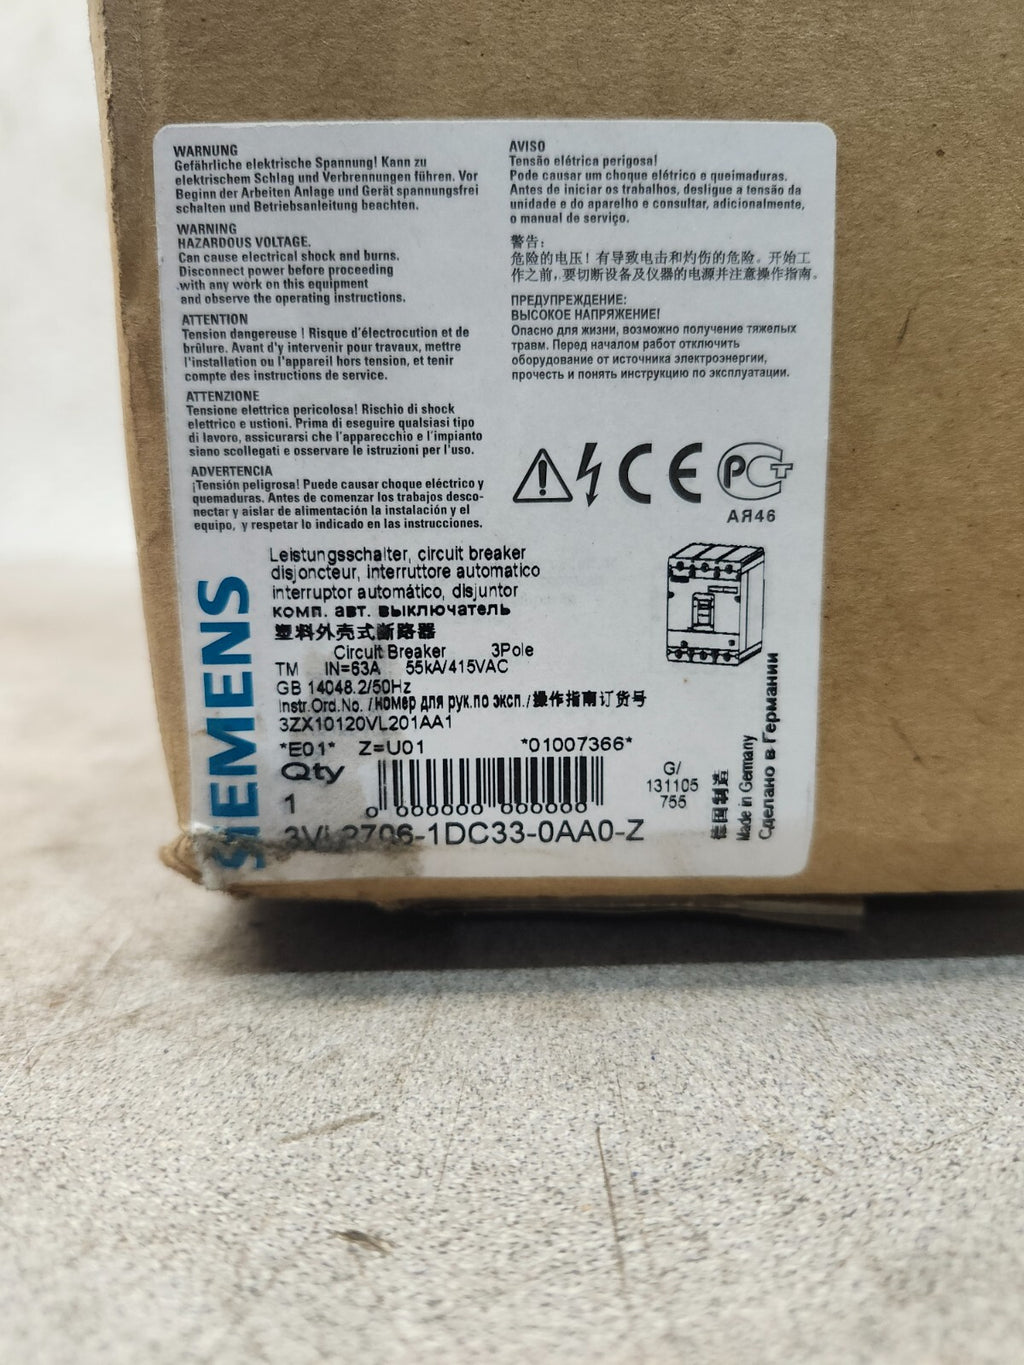 WARNUNG
Gefährliche elektrische Spannung! Kann zu
elektrischem Schlag und Verbrennungen führen. Vor
Beginn der Arbeiten Anlage und Gerät spannungsfrei
schalten und Betriebsanleitung beachten.
WARNING
HAZARDOUS VOLTAGE.
Can cause electrical shock and burns.
Disconnect power before proceeding
with any work on this equipment
and observe the operating instructions.
ATTENTION
Tension dangereuse ! Risque d'électrocution et de
brûlure. Avant d'y intervenir pour travaux, mettre
l'installation ou l'appareil hors tension, et tenir
compte des instructions de service.
ATTENZIONE
Tensione elettrica pericolosa! Rischio di shock
elettrico e ustioni. Prima di eseguire qualsiasi tipo
di lavoro, assicurarsi che l'apparecchio e l'impianto
siano scollegati e osservare le istruzioni per l'uso.
ADVERTENCIA
¡Tensión peligrosa! Puede causar choque eléctrico y
quemaduras. Antes de comenzar los trabajos desco-
nectar y aislar de alimentación la instalación y el
equipo, y respetar lo indicado en las instrucciones.
AVISO
Tensão elétrica perigosa!
Pode causar um choque elétrico e queimaduras.
Antes de iniciar os trabalhos, desligue a tensão da
unidade e do aparelho e consultar, adicionalmente,
o manual de serviço.
警告：
危险的电压！有导致电击和灼伤的危险。开始工
作之前，要切断设备及仪器的电源并注意操作指南。
ПРЕДУПРЕЖДЕНИЕ:
ВЫСОКОЕ НАПРЯЖЕНИЕ!
Опасно для жизни, возможно получение тяжелых
травм. Перед началом работ отключить
оборудование от источника электроэнергии,
прочесть и понять инструкцию по эксплуатации.
CE РСТ
АЯ46
SIEMENS
Leistungsschalter, circuit breaker
disjoncteur, interruttore automatico
interruptor automático, disjuntor
комп. авт. выключатель
塑料外壳式断路器
Circuit Breaker 3Pole
TM IN=63A 55kA/415VAC
GB 14048.2/50Hz
Instr.Ord.No. /номер для рук.по эксп./操作指南订货号
3ZX10120VL201AA1
*E01* Z=U01 *01007366*
Qty
1
0 000000 000000
3VL2706-1DC33-0AA0-Z
G/
131105
755
德国制造
Made in Germany
Сделано в Германии